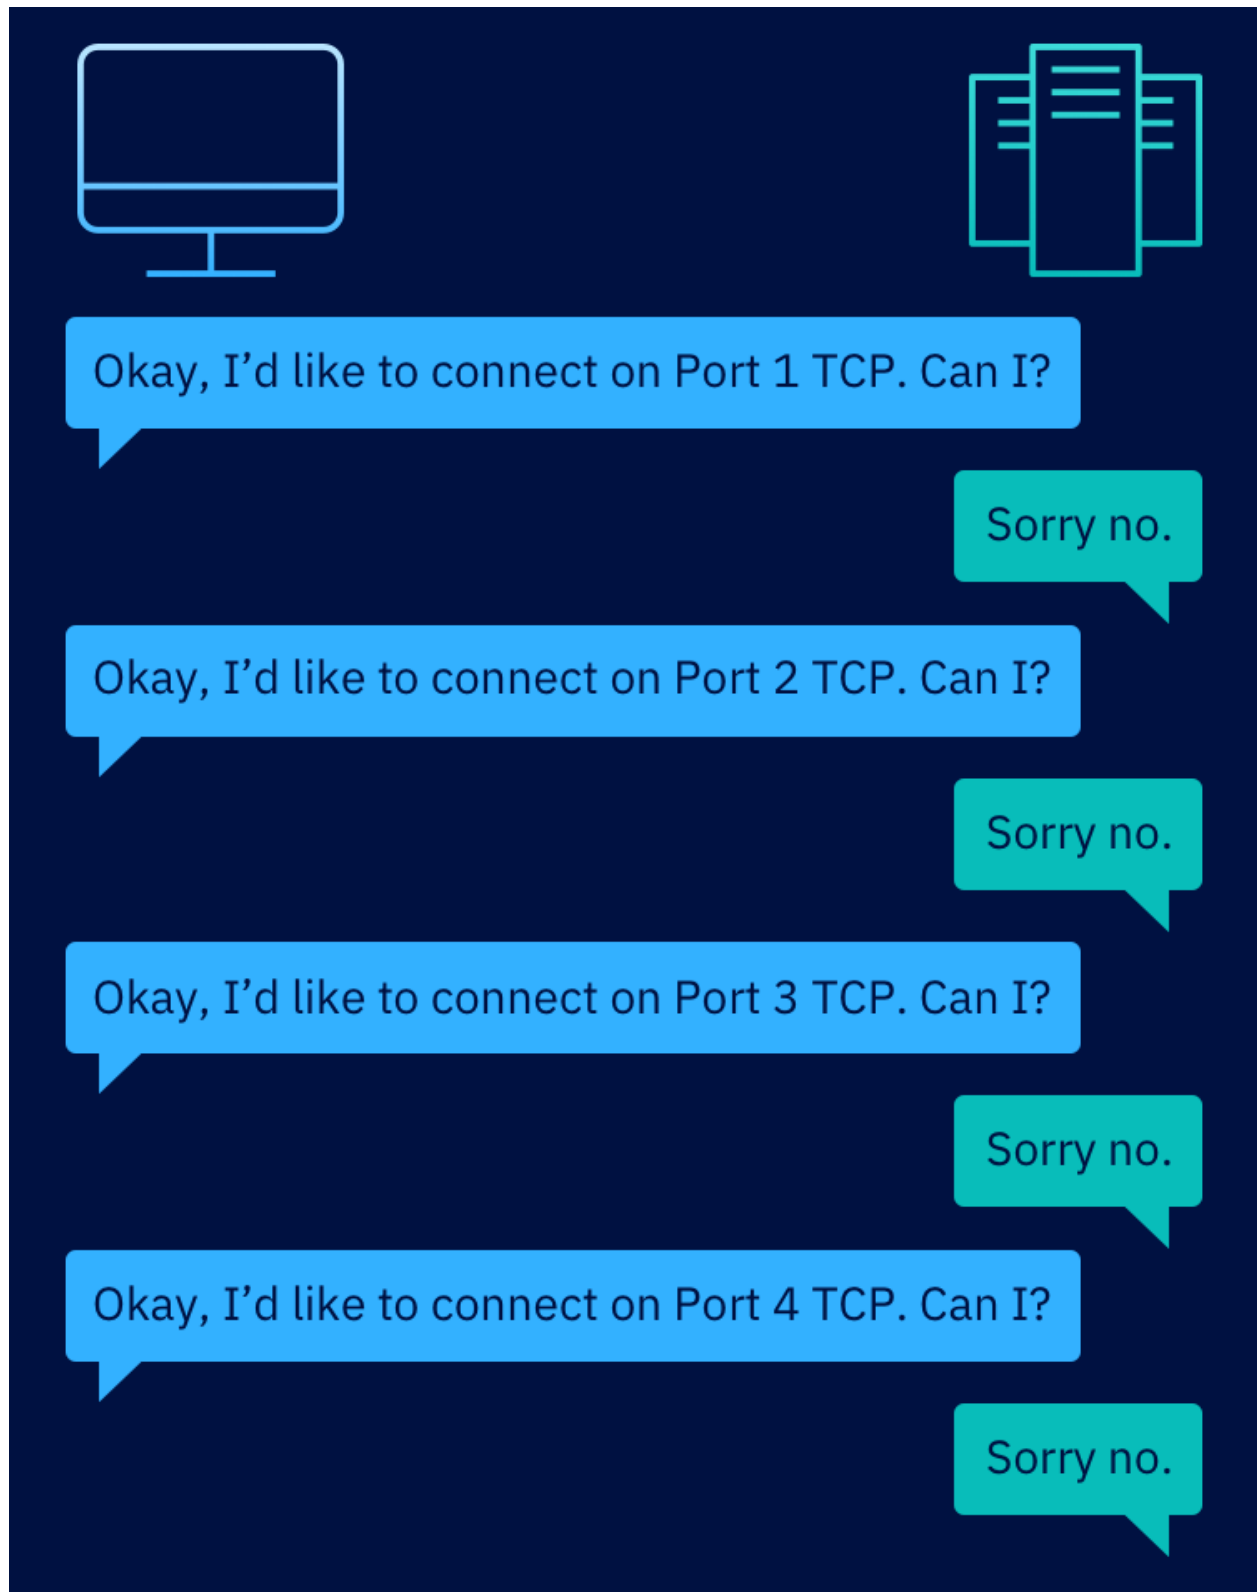 Okay, I’d like to connect on Port 1 TCP. Can I?
Sorry no.
Okay, I’d like to connect on Port 2 TCP. Can I?
Sorry no.
Okay, I’d like to connect on Port 3 TCP. Can I?
Sorry no.
Okay, I’d like to connect on Port 4 TCP. Can I?
Sorry no.